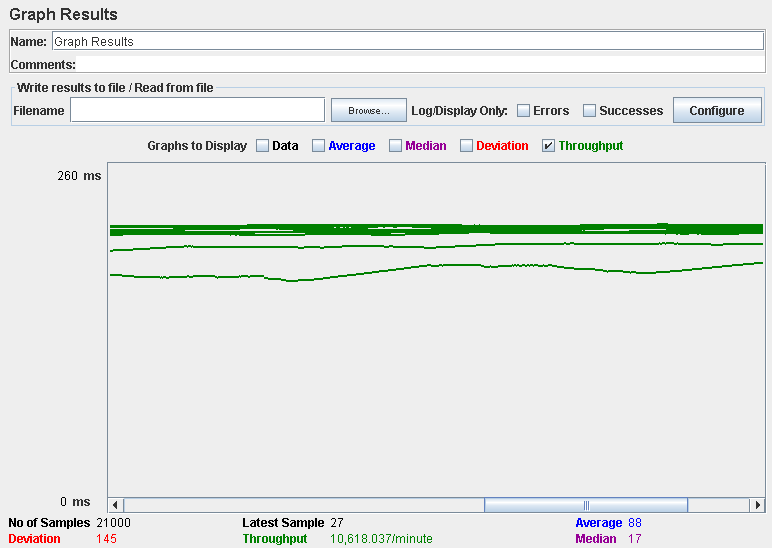 Graph Results
Name: Graph Results
Comments:
Write results to file / Read from file
Filename Browse... Log/Display Only: Errors Successes Configure
Graphs to Display Data Average Median Deviation Throughput
260 ms
0 ms
No of Samples 21000 Latest Sample 27 Average 88
Deviation 145 Throughput 10,618.037/minute Median 17